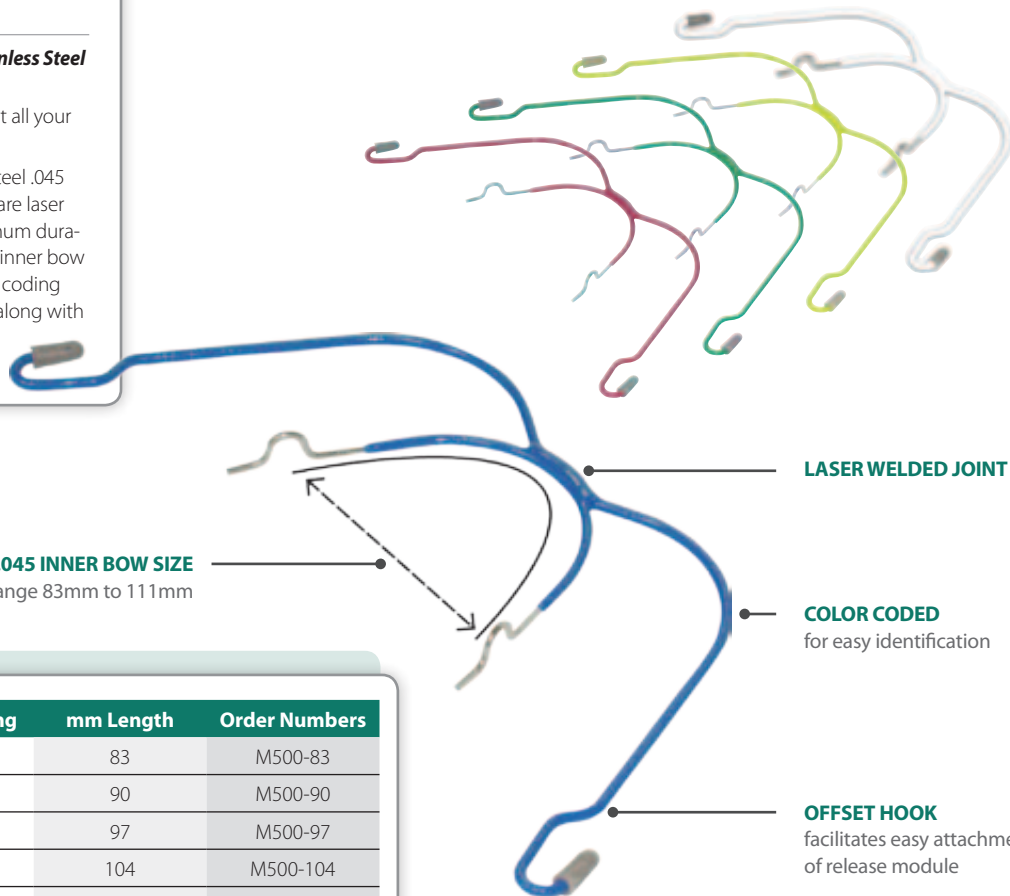 nless Steel
t all your
teel .045
are laser
num dura-
inner bow
coding
along with
LASER WELDED JOINT
.045 INNER BOW SIZE
ange 83mm to 111mm
COLOR CODED
for easy identification
ng mm Length Order Numbers
83 M500-83
90 M500-90
97 M500-97
104 M500-104
OFFSET HOOK
facilitates easy attachme
of release module